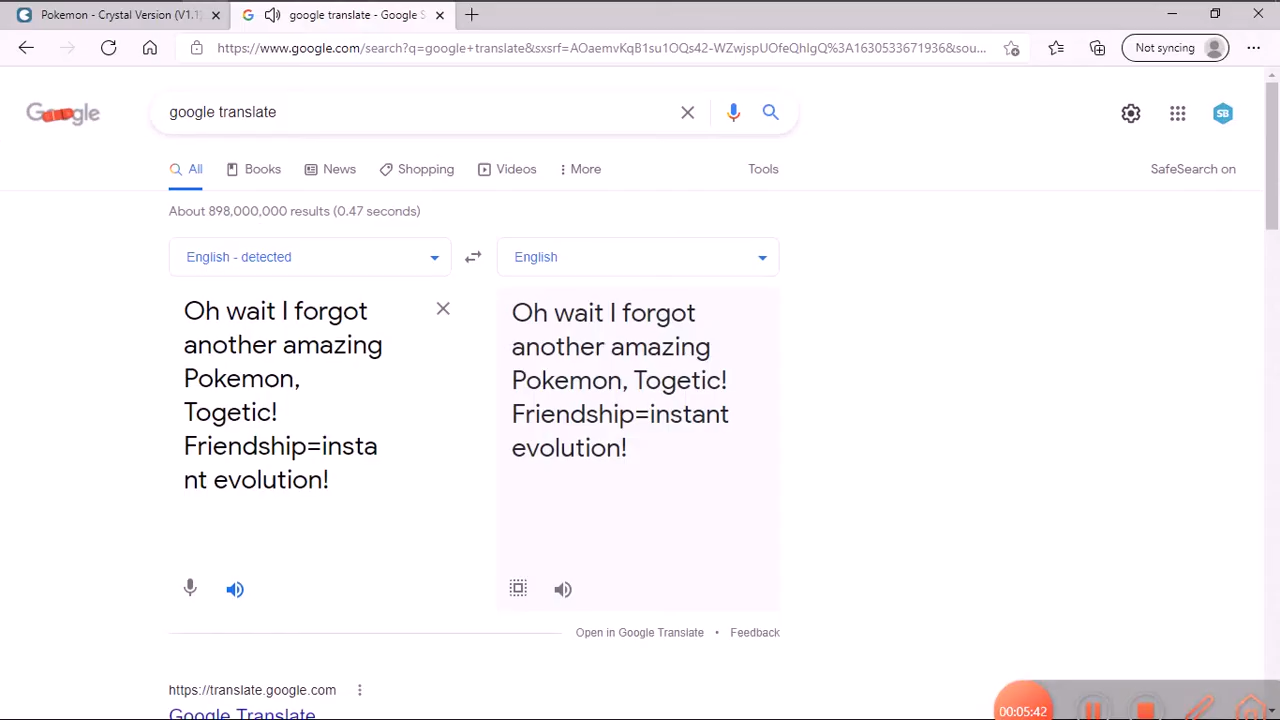 Pokemon - Crystal Version (V1.1)
google translate - Google S
https://www.google.com/search?q=google+translate&sxsrf=AOaemvKqB1su1OQs42-WZwjspUOfeQhIgQ%3A1630533671936&sou...
Not syncing
Google
google translate
SB
All
Books
News
Shopping
Videos
More
Tools
SafeSearch on
About 898,000,000 results (0.47 seconds)
English - detected
English
Oh wait I forgot
another amazing
Pokemon,
Togetic!
Friendship=insta
nt evolution!
Oh wait I forgot
another amazing
Pokemon, Togetic!
Friendship=instant
evolution!
Open in Google Translate • Feedback
https://translate.google.com
Google Translate
00:05:42